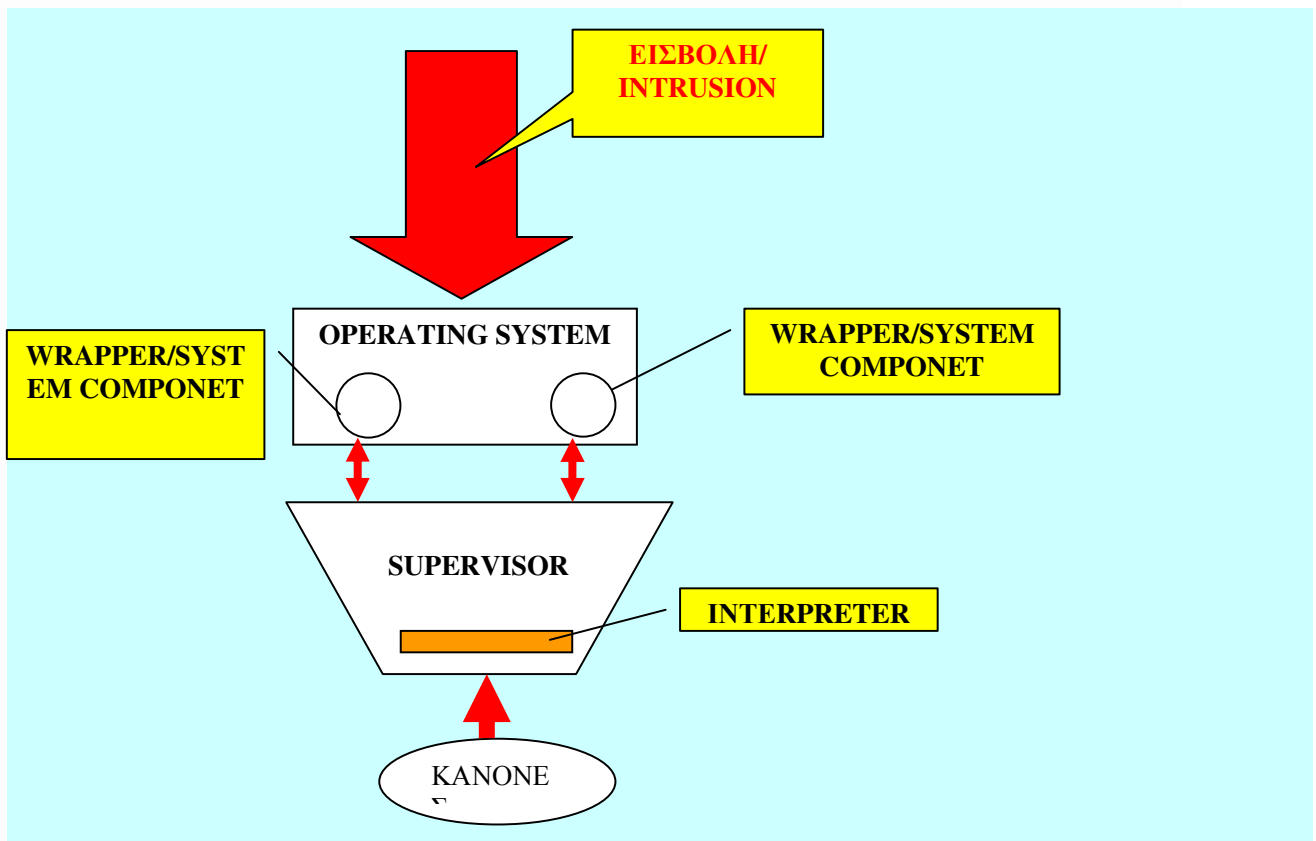 ΕΙΣΒΟΛΗ/
INTRUSION
OPERATING SYSTEM
WRAPPER/SYST
EM COMPONET
WRAPPER/SYSTEM
COMPONET
SUPERVISOR
INTERPRETER
ΚΑΝΟΝΕ
Σ